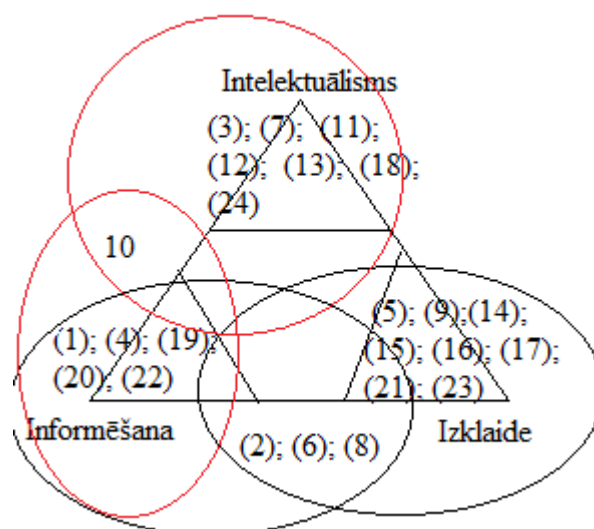 Intelektuālisms
(3); (7); (11);
(12); (13); (18);
(24)
10
(1); (4); (19);
(20); (22)
(5); (9);(14);
(15); (16); (17);
(21); (23)
Informēšana
(2); (6); (8)
Izklaide